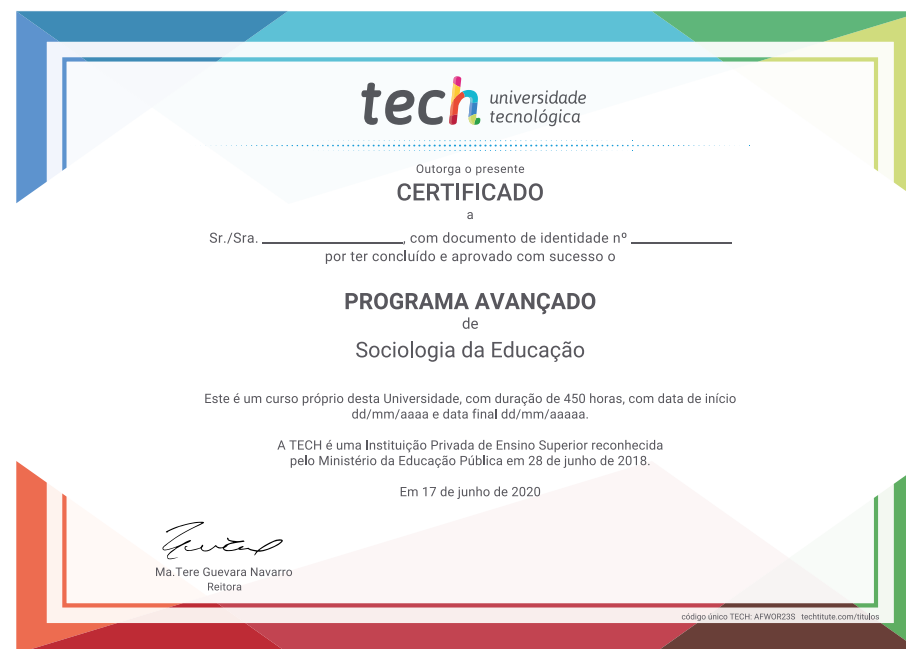 tech universidade
tecnológica
Outorga o presente
CERTIFICADO
a
Sr./Sra. ________________, com documento de identidade nº ____________
por ter concluído e aprovado com sucesso o
PROGRAMA AVANÇADO
de
Sociologia da Educação
Este é um curso próprio desta Universidade, com duração de 450 horas, com data de início
dd/mm/aaaa e data final dd/mm/aaaaa.
A TECH é uma Instituição Privada de Ensino Superior reconhecida
pelo Ministério da Educação Pública em 28 de junho de 2018.
Em 17 de junho de 2020
Ma.Tere Guevara Navarro
Reitora
código único TECH: AFWOR23S techtitute.com/titulos